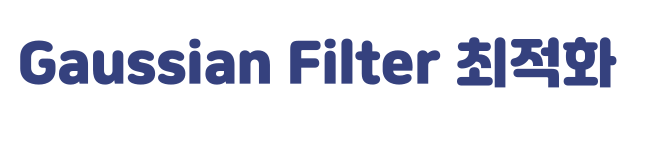 Gaussian Filter 최적화